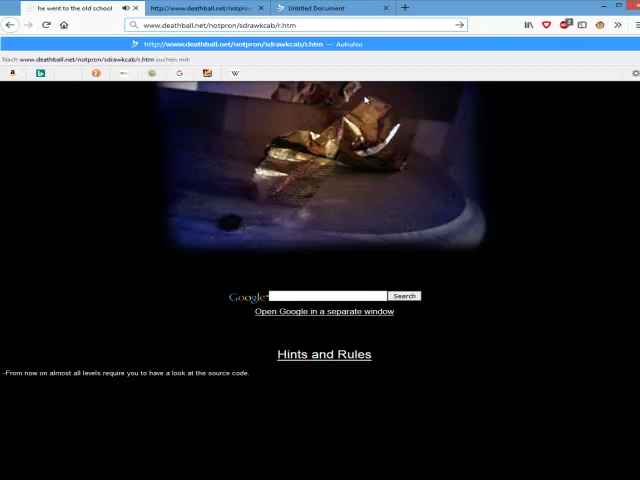 he went to the old school
http://www.deathball.net/notpron
Untitled Document
www.deathball.net/notpron/sdrawkcab/r.htm
http://www.deathball.net/notpron/sdrawkcab/r.htm — Aufrufen
Nach www.deathball.net/notpron/sdrawkcab/r.htm suchen mit:
Google
Search
Open Google in a separate window
Hints and Rules
-From now on almost all levels require you to have a look at the source code.